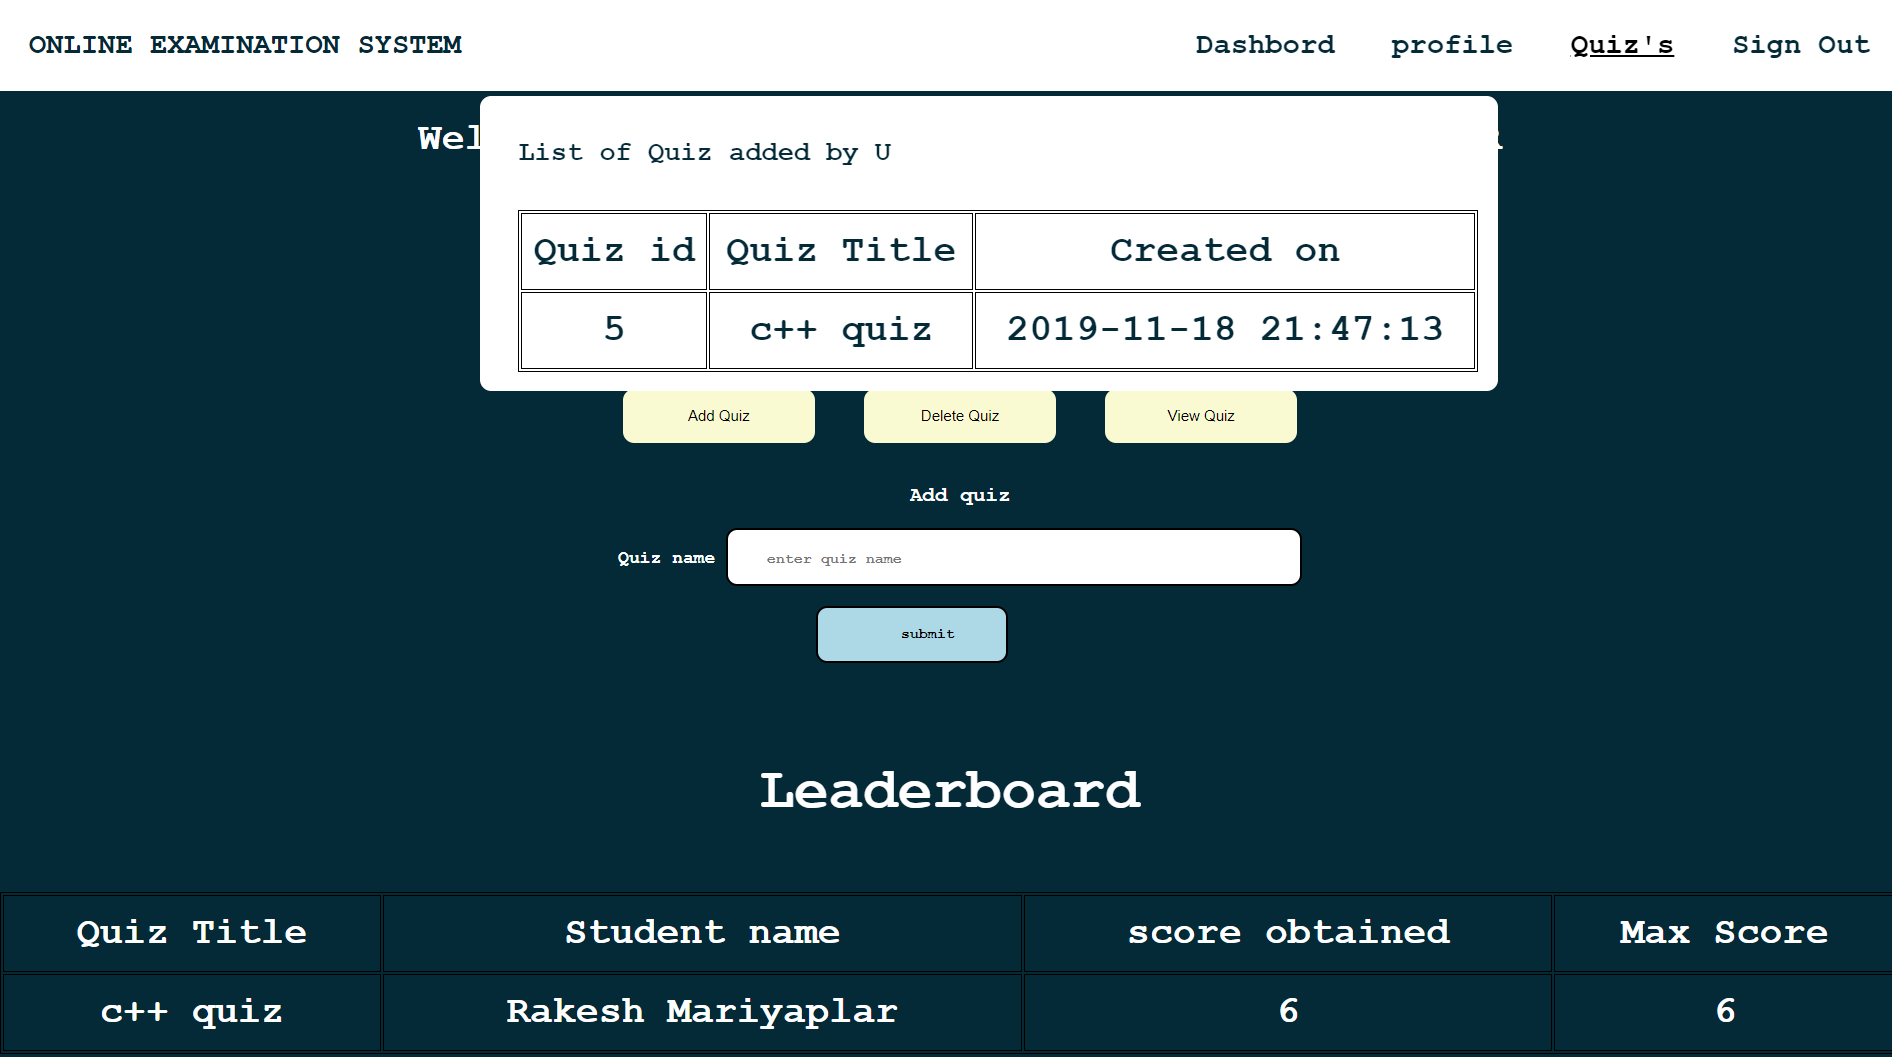 ONLINE EXAMINATION SYSTEM Dashbord profile Quiz's Sign Out
List of Quiz added by U
Quiz id Quiz Title Created on
5 c++ quiz 2019-11-18 21:47:13
Add Quiz Delete Quiz View Quiz
Add quiz
Quiz name enter quiz name
submit
Leaderboard
Quiz Title Student name score obtained Max Score
c++ quiz Rakesh Mariyaplar 6 6